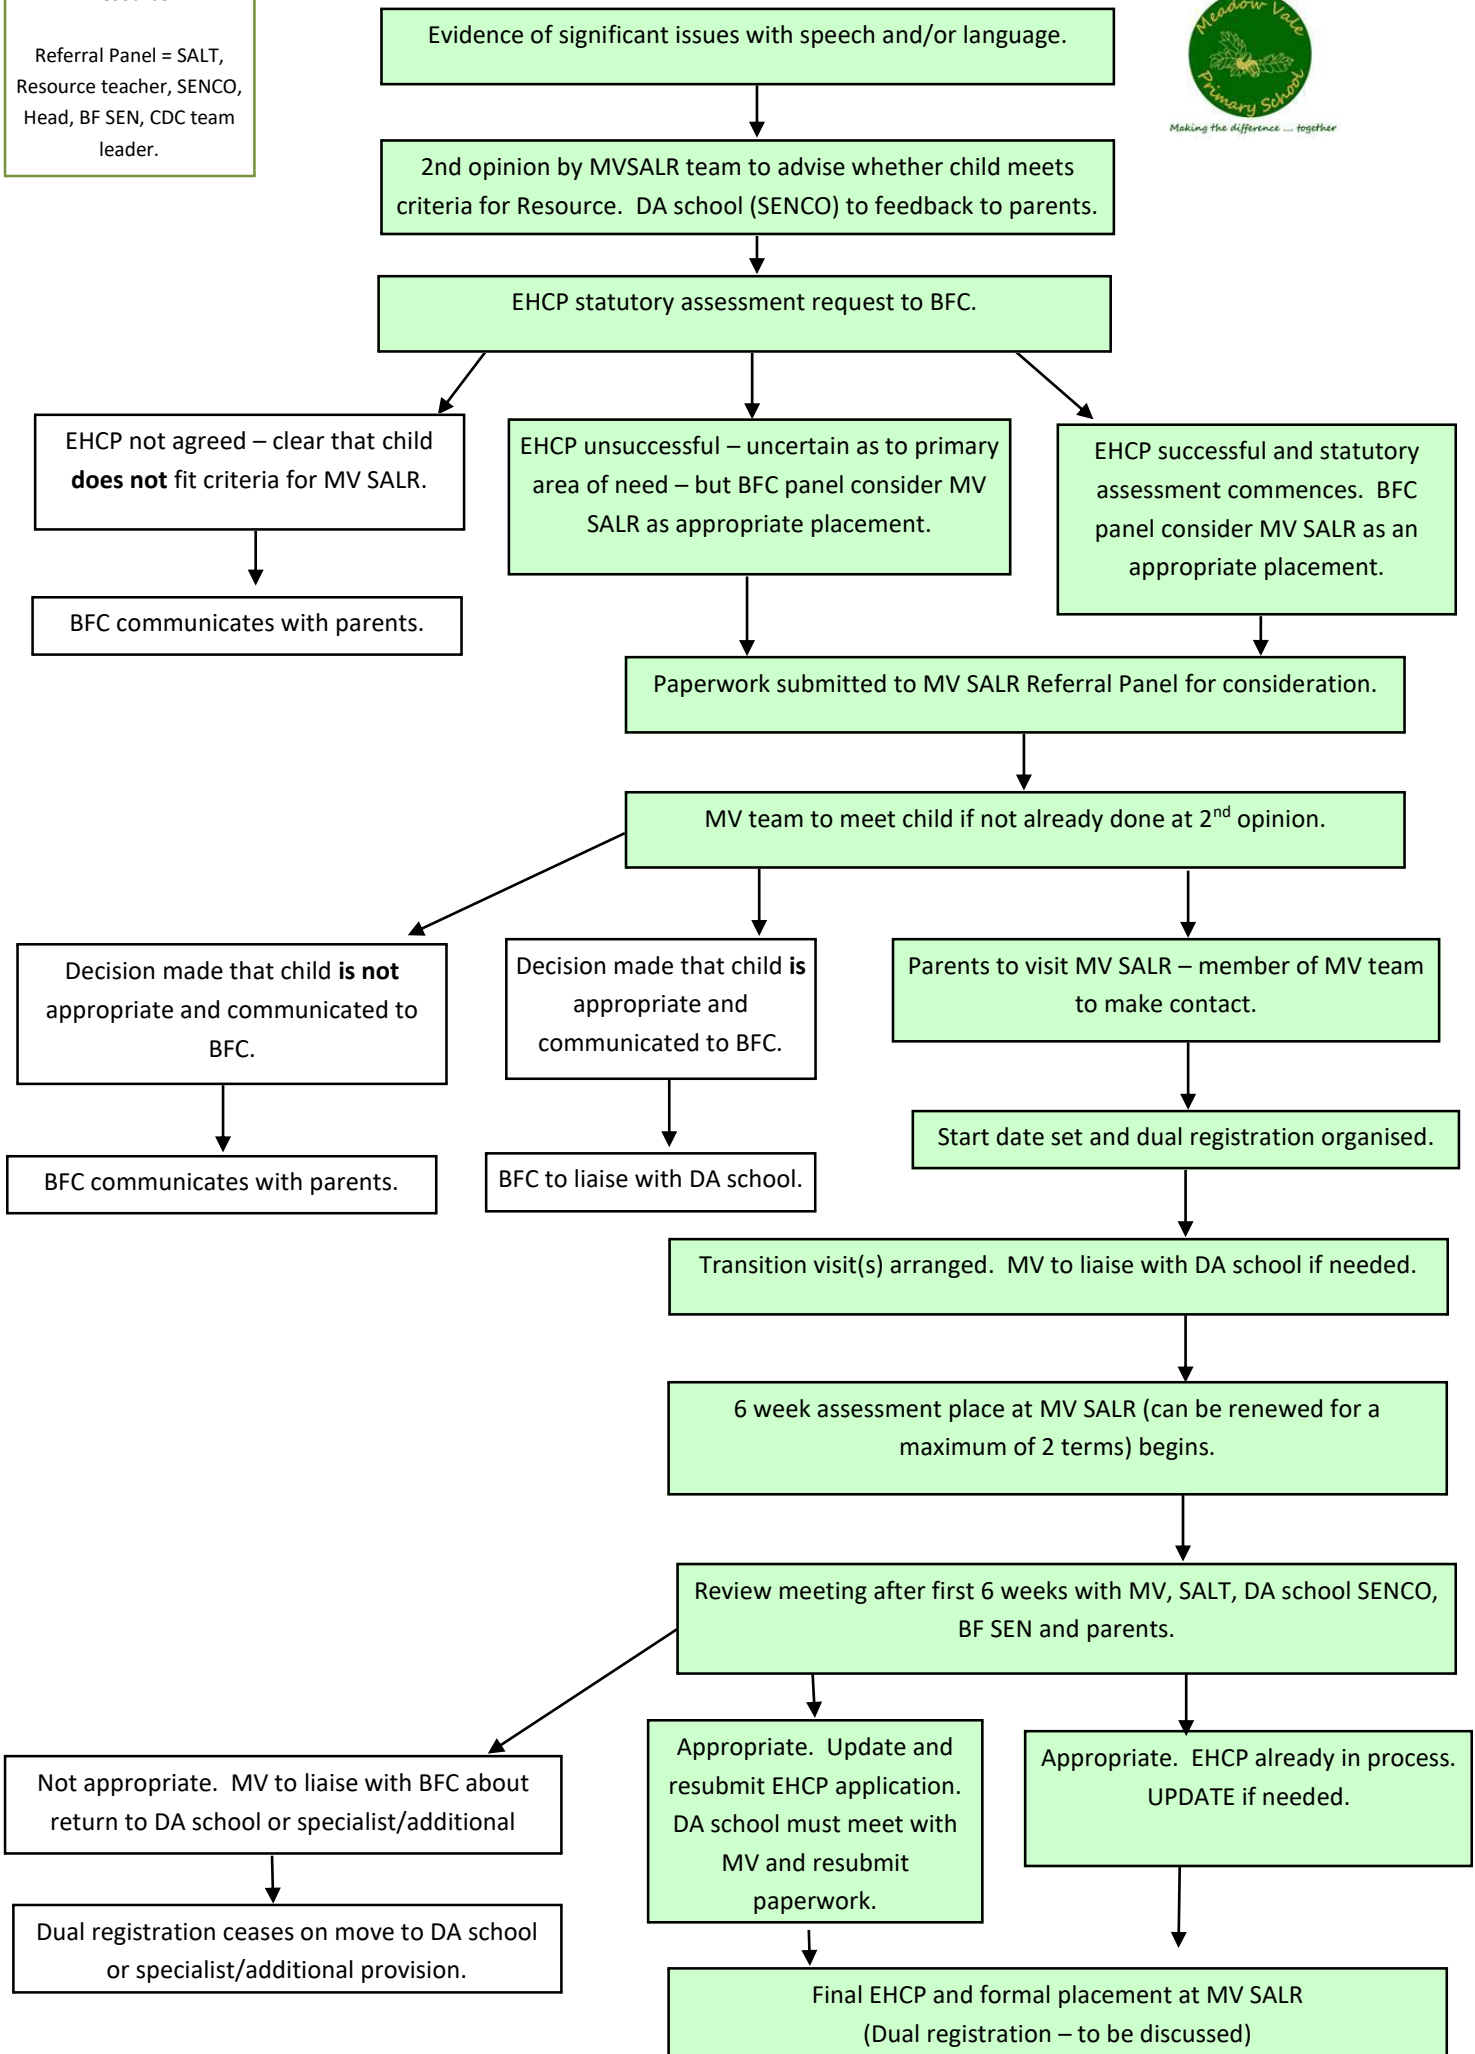 Referral Panel = SALT,
Resource teacher, SENCO,
Head, BF SEN, CDC team
leader.
Evidence of significant issues with speech and/or language.
Meadow Vale
Primary School
Making the difference .... together
2nd opinion by MVSALR team to advise whether child meets
criteria for Resource.  DA school (SENCO) to feedback to parents.
EHCP statutory assessment request to BFC.
EHCP not agreed – clear that child
does not fit criteria for MV SALR.
EHCP unsuccessful – uncertain as to primary
area of need – but BFC panel consider MV
SALR as appropriate placement.
EHCP successful and statutory
assessment commences.  BFC
panel consider MV SALR as an
appropriate placement.
BFC communicates with parents.
Paperwork submitted to MV SALR Referral Panel for consideration.
MV team to meet child if not already done at 2nd opinion.
Decision made that child is not
appropriate and communicated to
BFC.
Decision made that child is
appropriate and
communicated to BFC.
Parents to visit MV SALR – member of MV team
to make contact.
BFC communicates with parents.
BFC to liaise with DA school.
Start date set and dual registration organised.
Transition visit(s) arranged.  MV to liaise with DA school if needed.
6 week assessment place at MV SALR (can be renewed for a
maximum of 2 terms) begins.
Review meeting after first 6 weeks with MV, SALT, DA school SENCO,
BF SEN and parents.
Not appropriate.  MV to liaise with BFC about
return to DA school or specialist/additional
Appropriate.  Update and
resubmit EHCP application.
DA school must meet with
MV and resubmit
paperwork.
Appropriate.  EHCP already in process.
UPDATE if needed.
Dual registration ceases on move to DA school
or specialist/additional provision.
Final EHCP and formal placement at MV SALR
(Dual registration – to be discussed)